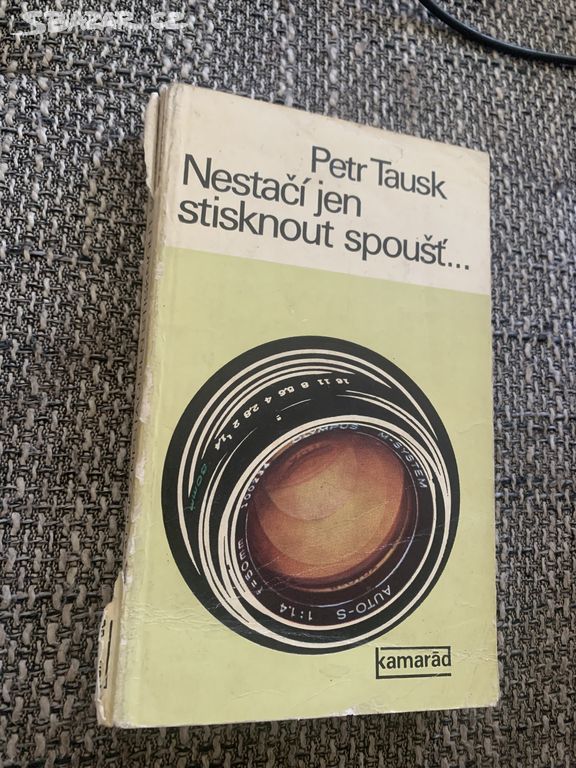 SBAZAR.CZ
Petr Tausk
Nestačí jen
stisknout spoušť...
16 11 8 5.6 4 2.8 2 1.4
OLYMPUS M-SYSTEM
AUTO-S 1:1.4
kamarád